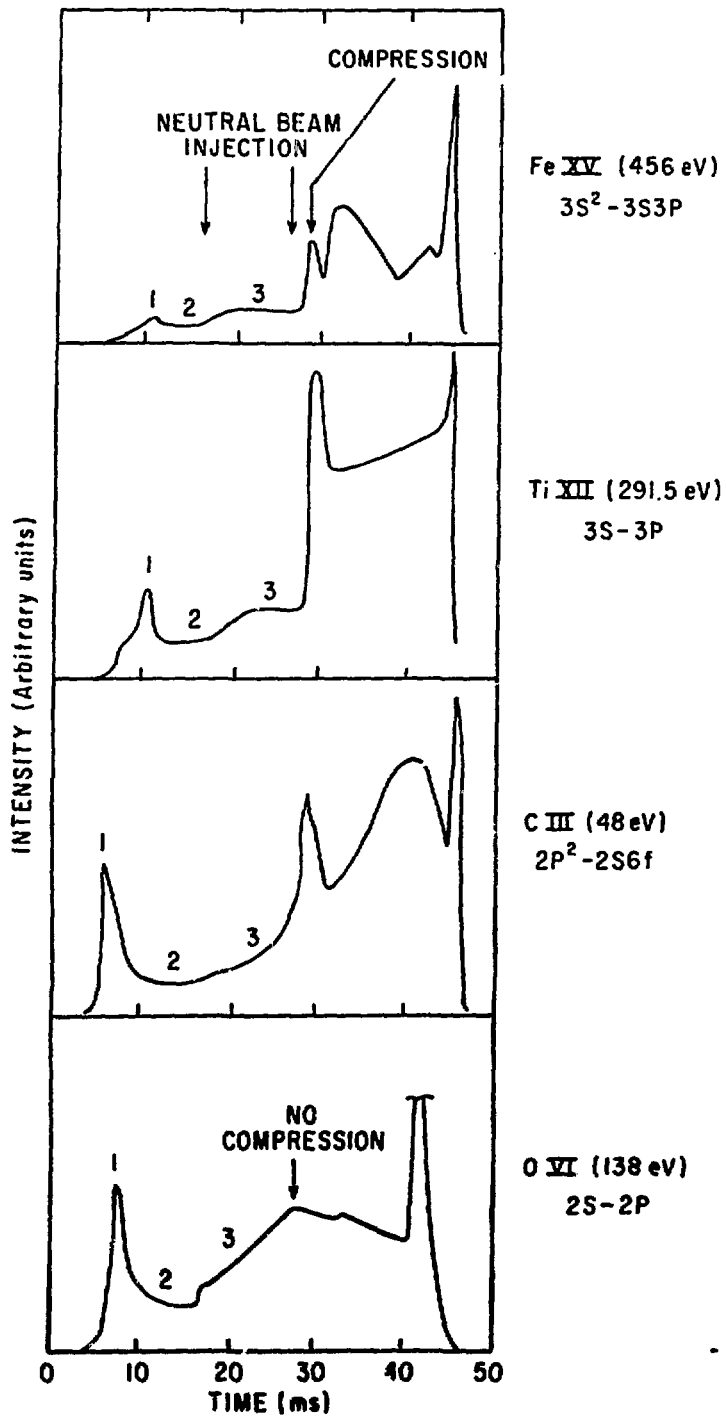 COMPRESSION
NEUTRAL BEAM
INJECTION
1
2
3
Fe XV (456 eV)
3S²-3S3P
1
2
3
Ti XII (291.5 eV)
3S-3P
INTENSITY (Arbitrary units)
1
2
3
C III (48 eV)
2P²-2S6f
NO
COMPRESSION
1
2
3
O VI (138 eV)
2S-2P
0 10 20 30 40 50
TIME (ms)